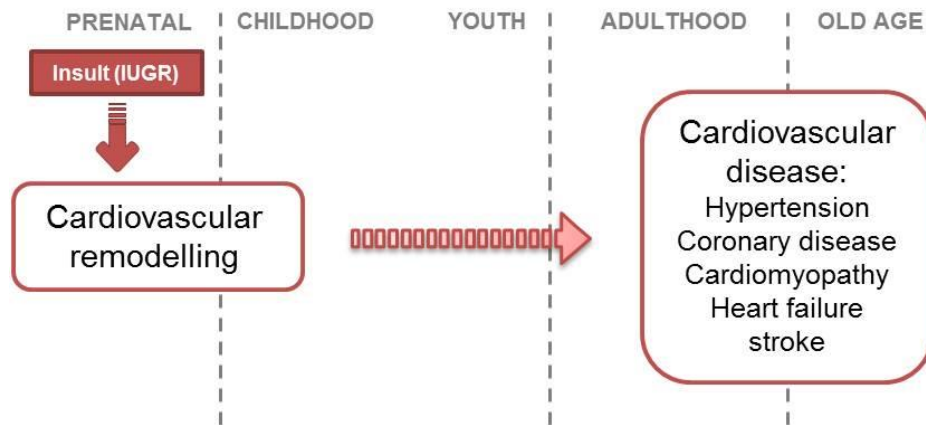 PRENATAL
CHILDHOOD
YOUTH
ADULTHOOD
OLD AGE
Insult (IUGR)
Cardiovascular
remodelling
Cardiovascular
disease:
Hypertension
Coronary disease
Cardiomyopathy
Heart failure
stroke